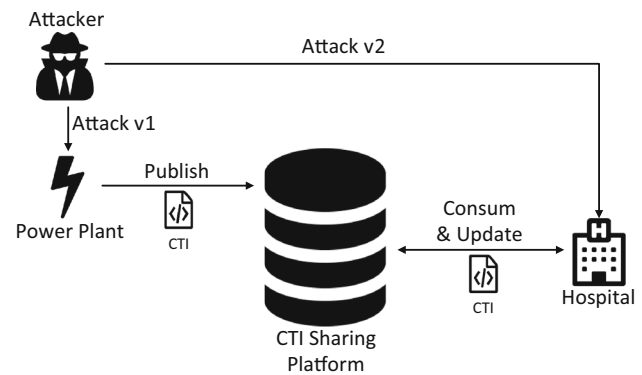 Attacker
Attack v2
Attack v1
Publish
CTI
Power Plant
Consum
& Update
CTI
H
Hospital
CTI Sharing
Platform